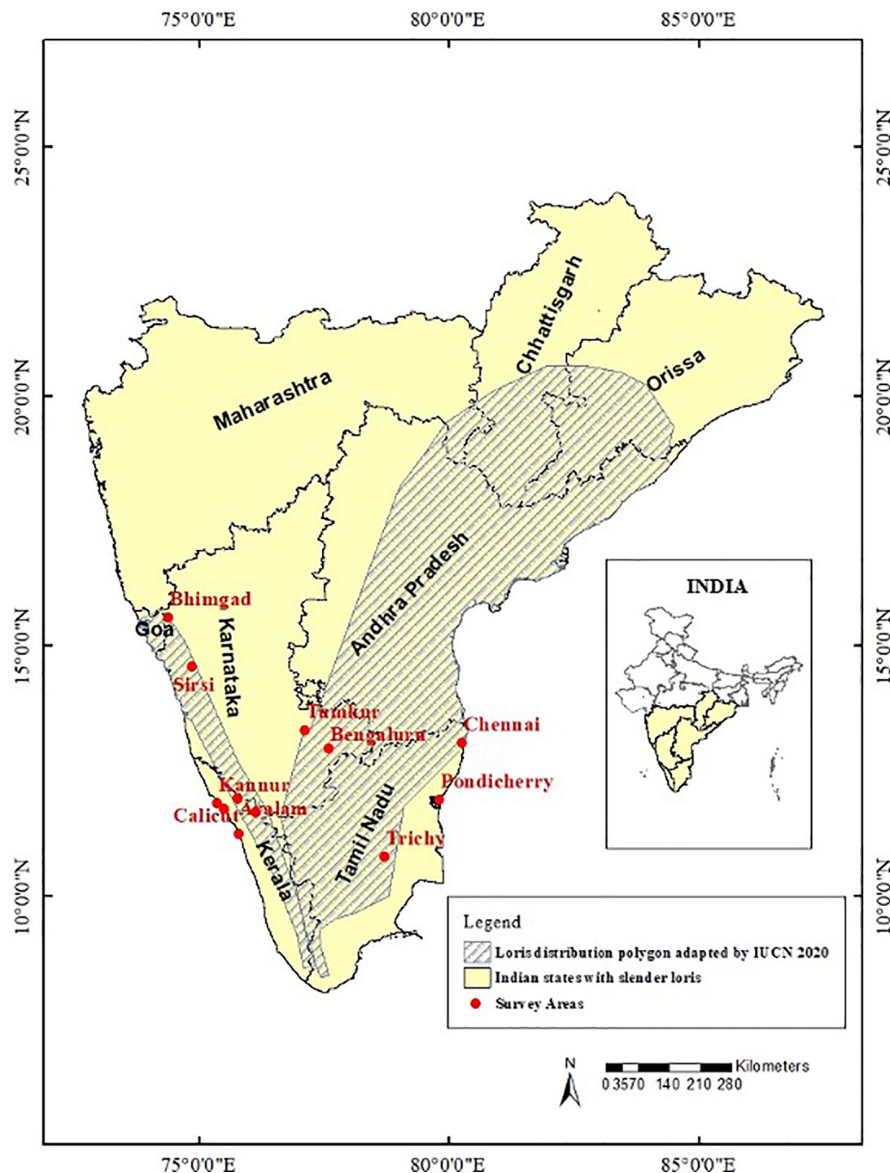 75°0'0"E 80°0'0"E 85°0'0"E
25°0'0"N 25°0'0"N
Chhattisgarh
Orissa
Maharashtra
20°0'0"N 20°0'0"N
Andhra Pradesh
INDIA
Bhimgad
Goa
Karnataka
15°0'0"N 15°0'0"N
Sirsi
Tumkur
Bengaluru
Chennai
Kannur
Aralam
Calicut
Pondicherry
Trichy
Tamil Nadu
Kerala
10°0'0"N 10°0'0"N
Legend
Loris distribution polygon adapted by IUCN 2020
Indian states with slender loris
Survey Areas
N
Kilometers
0 35 70 140 210 280
75°0'0"E 80°0'0"E 85°0'0"E